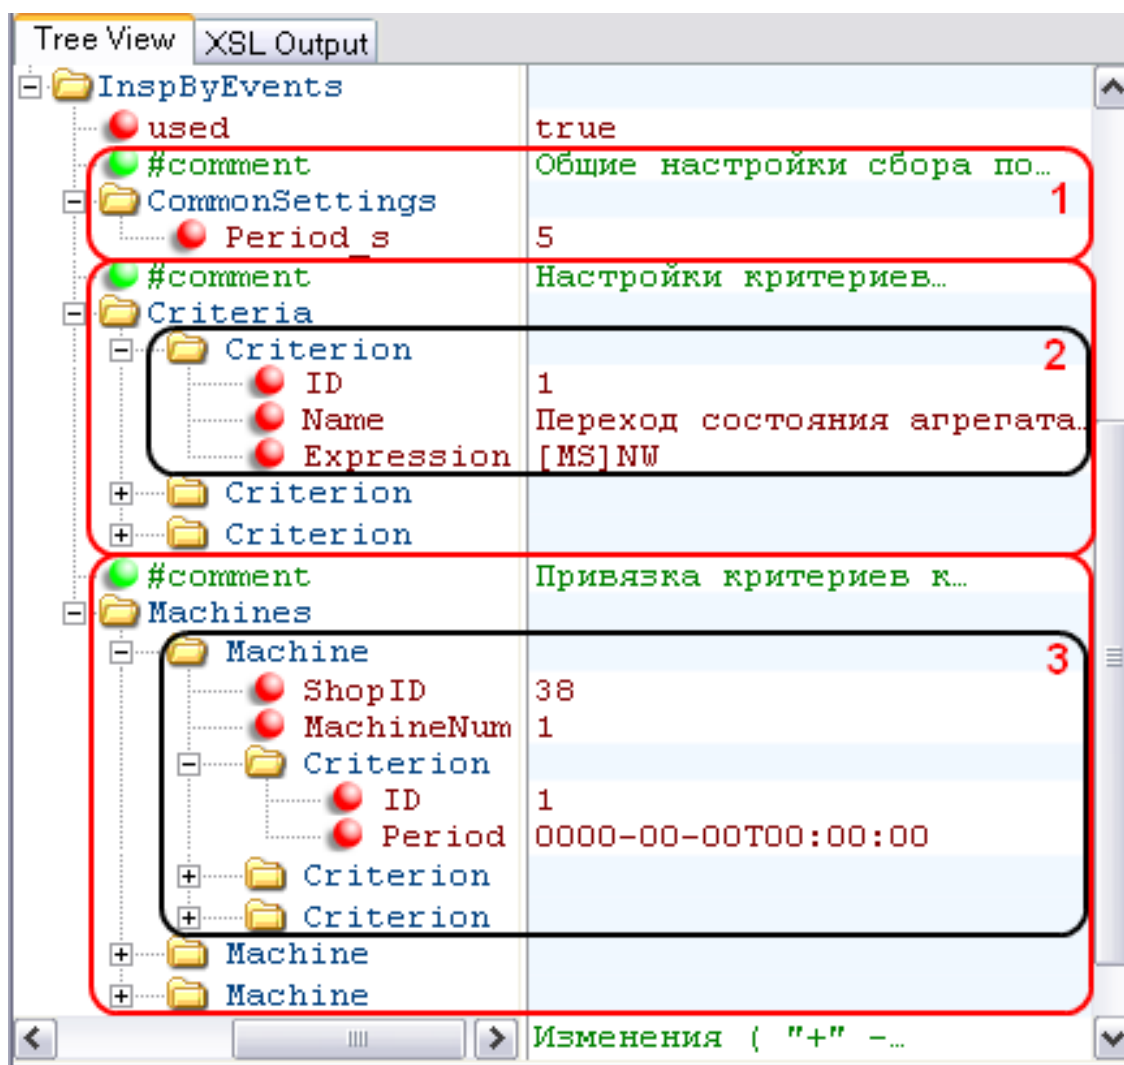 Tree View XSL Output
InspByEvents
used true
#comment Общие настройки сбора по…
CommonSettings 1
Period_s 5
#comment Настройки критериев…
Criteria
Criterion 2
ID 1
Name Переход состояния агрегата…
Expression [MS]NW
Criterion
Criterion
#comment Привязка критериев к…
Machines
Machine 3
ShopID 38
MachineNum 1
Criterion
ID 1
Period 0000-00-00T00:00:00
Criterion
Criterion
Machine
Machine
Изменения ( "+" -…